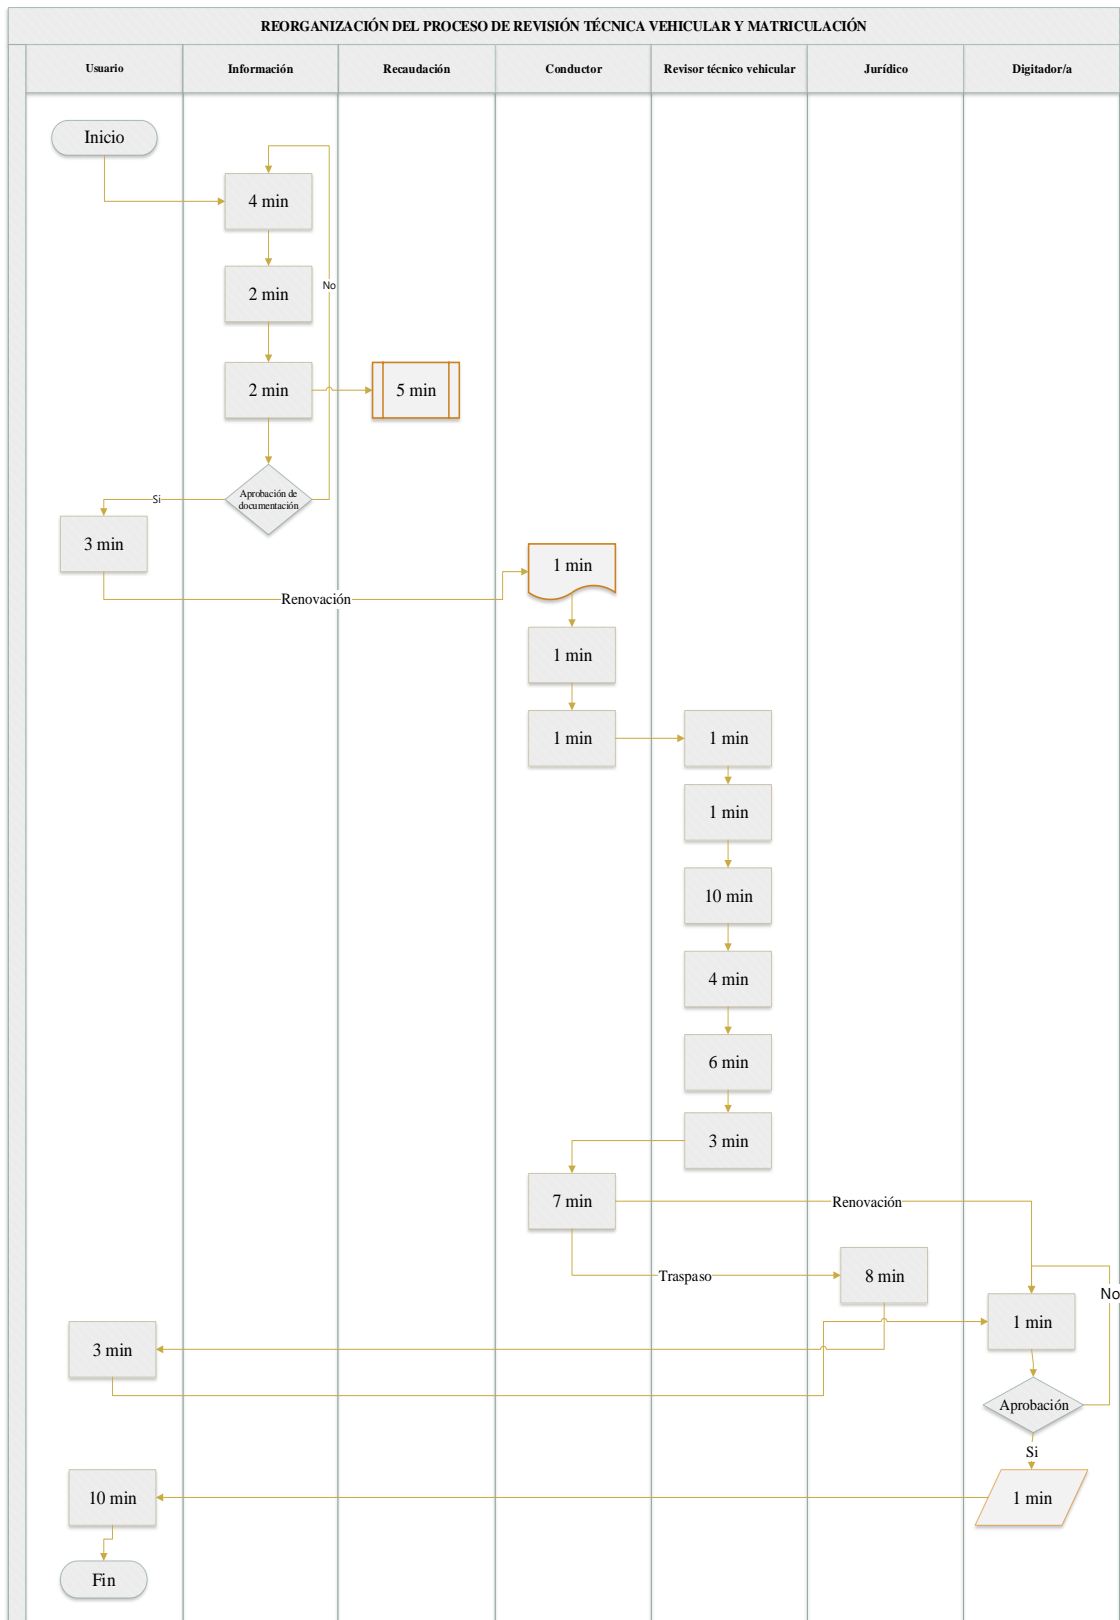 REORGANIZACIÓN DEL PROCESO DE REVISIÓN TÉCNICA VEHICULAR Y MATRICULACIÓN
Usuario
Información
Recaudación
Conductor
Revisor técnico vehicular
Jurídico
Digitador/a
Inicio
4 min
2 min
No
2 min
5 min
Aprobación de
documentación
Si
3 min
1 min
Renovación
1 min
1 min
1 min
1 min
10 min
4 min
6 min
3 min
7 min
Renovación
Traspaso
8 min
No
1 min
3 min
Aprobación
Si
10 min
1 min
Fin